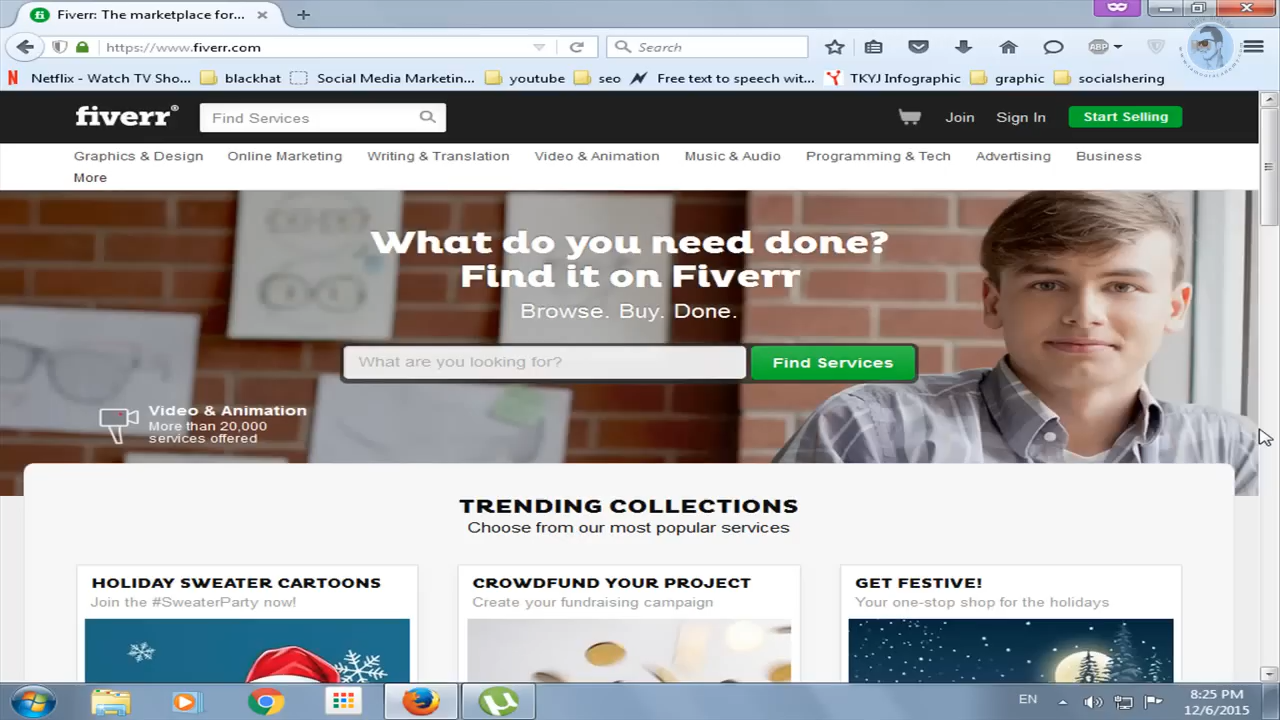 Fiverr: The marketplace for...
https://www.fiverr.com
Search
ABP
Netflix - Watch TV Sho... blackhat Social Media Marketin... youtube seo Free text to speech wit... TKYJ Infographic graphic socialshering
fiverr® Find Services Join Sign In Start Selling
Graphics & Design Online Marketing Writing & Translation Video & Animation Music & Audio Programming & Tech Advertising Business
More
What do you need done?
Find it on Fiverr
Browse. Buy. Done.
What are you looking for? Find Services
Video & Animation
More than 20,000
services offered
TRENDING COLLECTIONS
Choose from our most popular services
HOLIDAY SWEATER CARTOONS CROWDFUND YOUR PROJECT GET FESTIVE!
Join the #SweaterParty now! Create your fundraising campaign Your one-stop shop for the holidays
EN 8:25 PM
12/6/2015